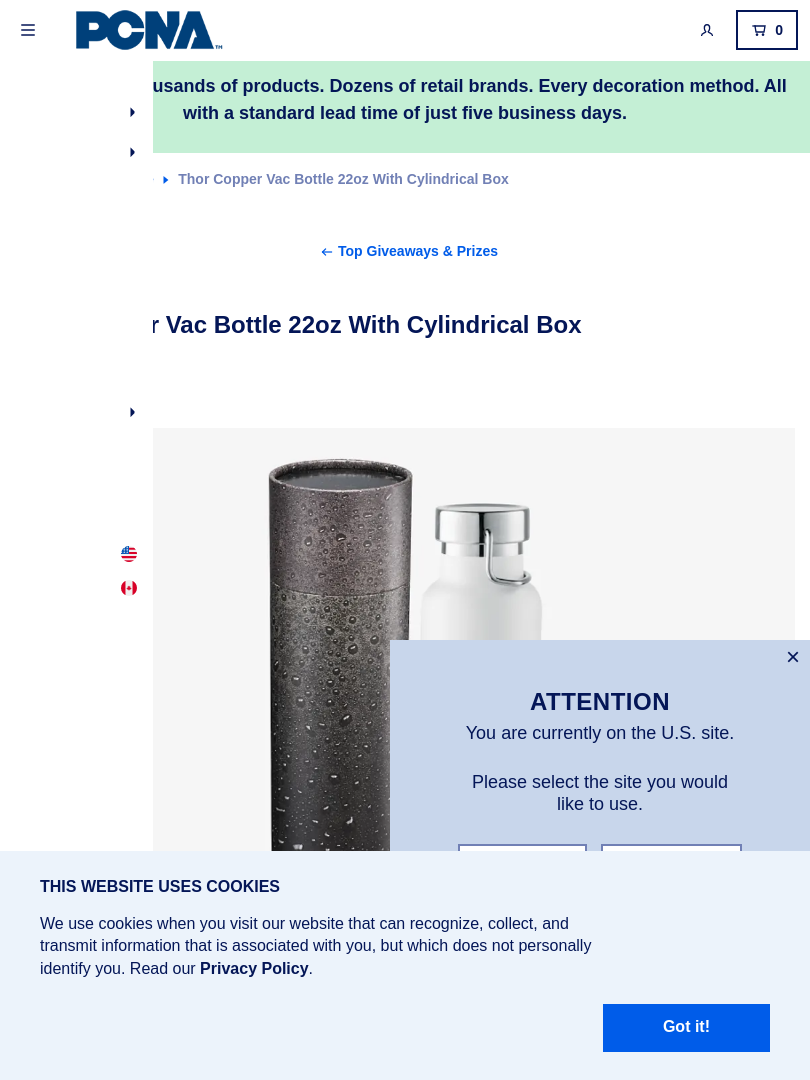 PCNA
0
usands of products. Dozens of retail brands. Every decoration method. All
with a standard lead time of just five business days.
Thor Copper Vac Bottle 22oz With Cylindrical Box
Top Giveaways & Prizes
r Vac Bottle 22oz With Cylindrical Box
ATTENTION
You are currently on the U.S. site.
Please select the site you would
like to use.
THIS WEBSITE USES COOKIES
We use cookies when you visit our website that can recognize, collect, and
transmit information that is associated with you, but which does not personally
identify you. Read our Privacy Policy.
Got it!